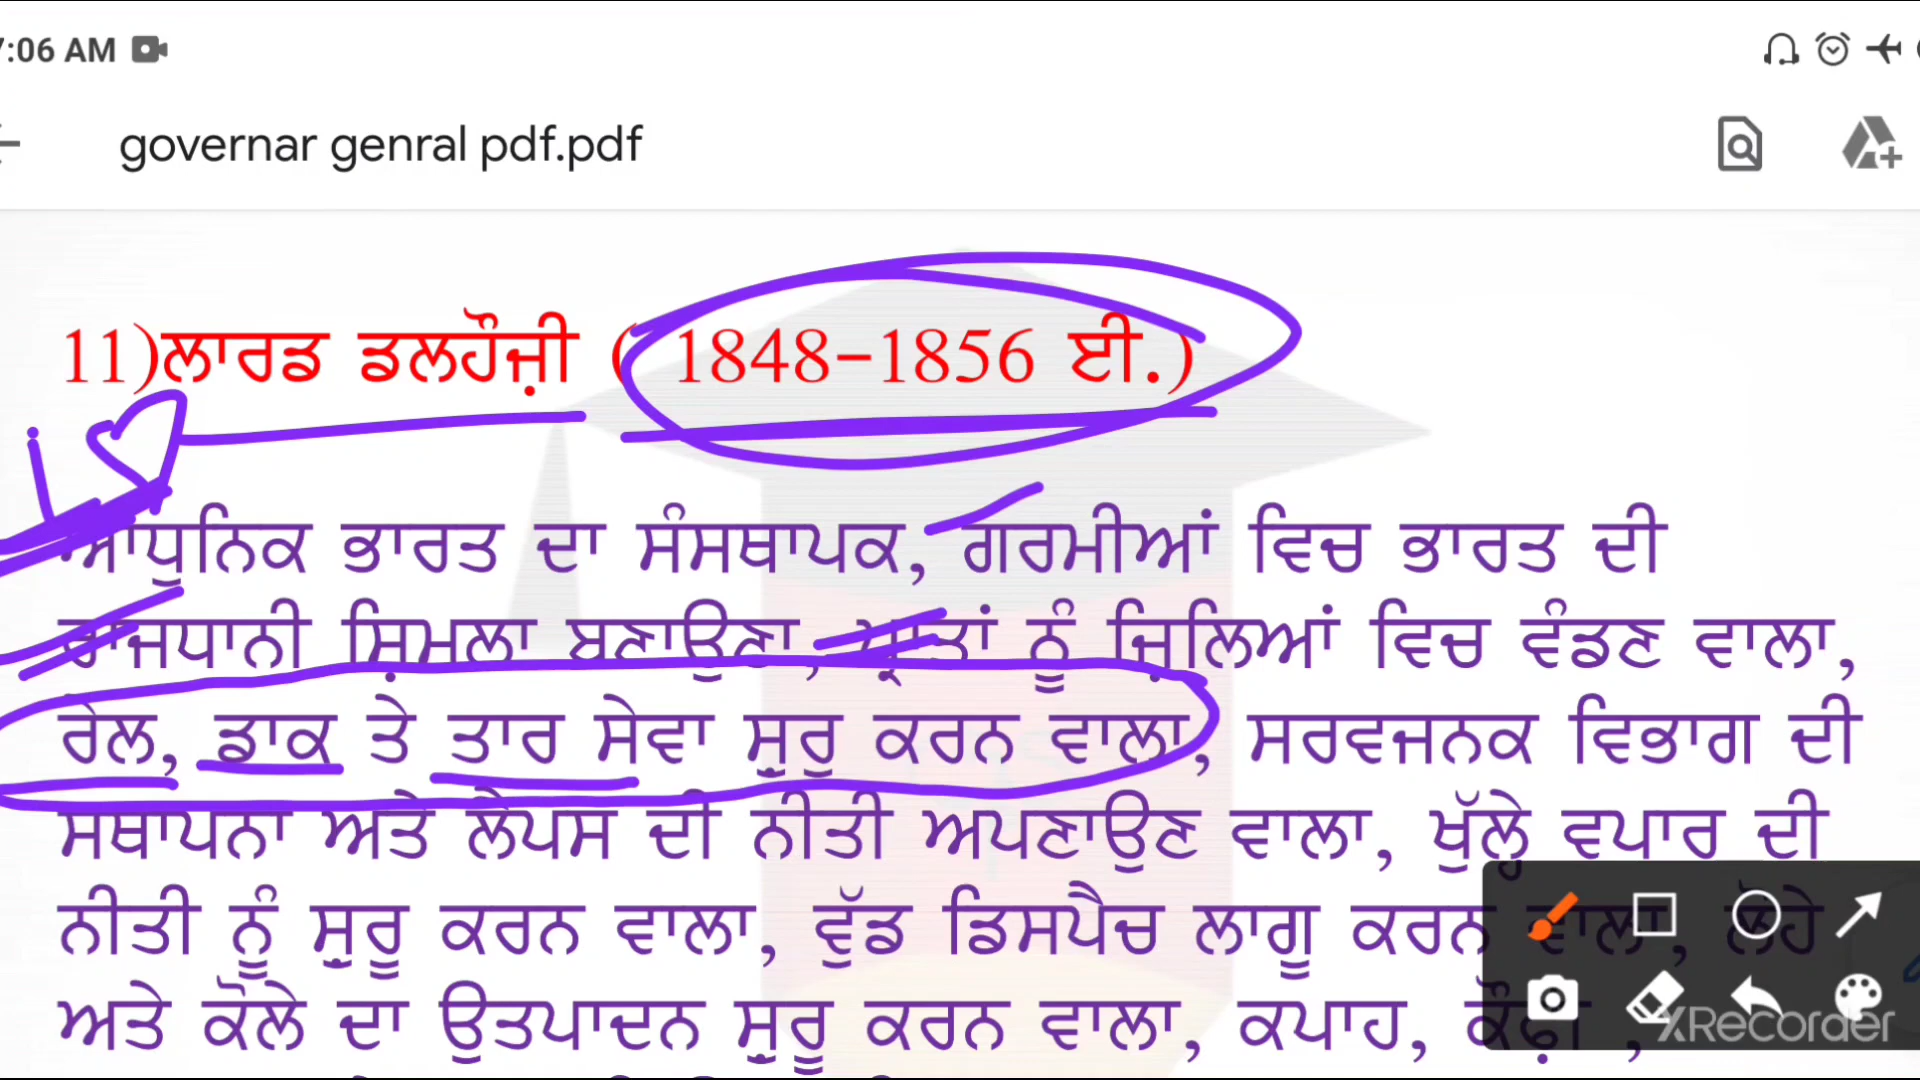 7:06 AM
governar genral pdf.pdf
11)ਲਾਰਡ ਡਲਹੌਜ਼ੀ ( 1848-1856 ਈ.)
ਆਧੁਨਿਕ ਭਾਰਤ ਦਾ ਸੰਸਥਾਪਕ, ਗਰਮੀਆਂ ਵਿਚ ਭਾਰਤ ਦੀ
ਰਾਜਧਾਨੀ ਸ਼ਿਮਲਾ ਬਣਾਉਣਾ, ਪ੍ਰਾਤਾਂ ਨੂੰ ਜ਼ਿਲਿਆਂ ਵਿਚ ਵੰਡਣ ਵਾਲਾ,
ਰੇਲ, ਡਾਕ ਤੇ ਤਾਰ ਸੇਵਾ ਸ਼ੁਰੁ ਕਰਨ ਵਾਲਾ, ਸਰਵਜਨਕ ਵਿਭਾਗ ਦੀ
ਸਥਾਪਨਾ ਅਤੇ ਲੈਪਸ ਦੀ ਨੀਤੀ ਅਪਣਾਉਣ ਵਾਲਾ, ਖੁੱਲ੍ਹੇ ਵਪਾਰ ਦੀ
ਨੀਤੀ ਨੂੰ ਸ਼ੁਰੂ ਕਰਨ ਵਾਲਾ, ਵੁੱਡ ਡਿਸਪੈਚ ਲਾਗੂ ਕਰਨ ਵਾਲਾ, ਲੋਹੇ
ਅਤੇ ਕੋਲੇ ਦਾ ਉਤਪਾਦਨ ਸ਼ੁਰੂ ਕਰਨ ਵਾਲਾ, ਕਪਾਹ,
XRecorder